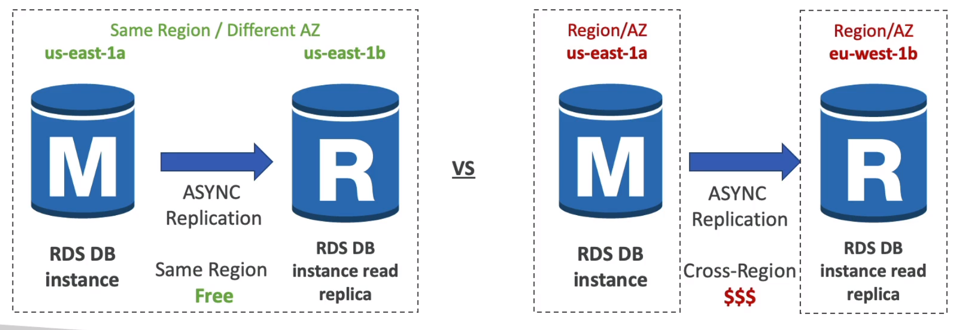 Same Region / Different AZ
us-east-1a
us-east-1b
M
R
ASYNC
Replication
RDS DB
instance
Same Region
Free
RDS DB
instance read
replica
VS
Region/AZ
us-east-1a
Region/AZ
eu-west-1b
M
R
ASYNC
Replication
RDS DB
instance
Cross-Region
$$$
RDS DB
instance read
replica